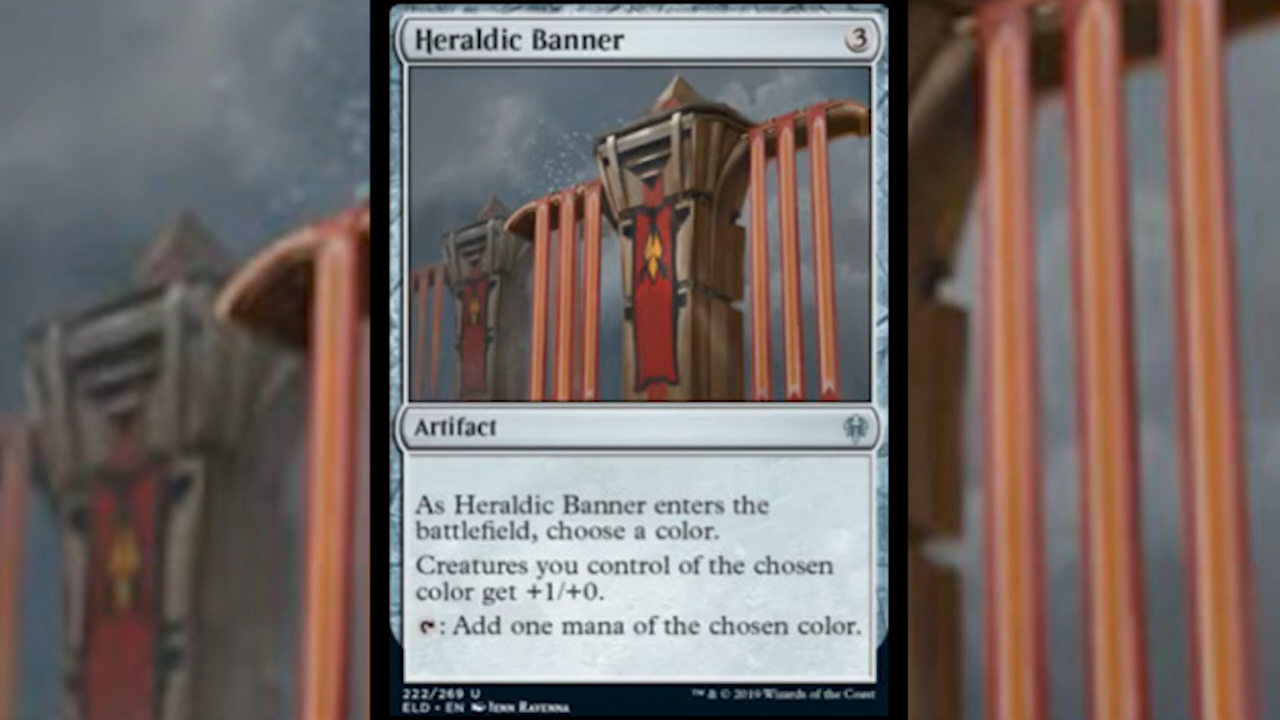 Heraldic Banner 3
Artifact
As Heraldic Banner enters the
battlefield, choose a color.
Creatures you control of the chosen
color get +1/+0.
: Add one mana of the chosen color.
222/269 U
™ & © 2019 Wizards of the Coast
ELD • EN Jenn Ravenna